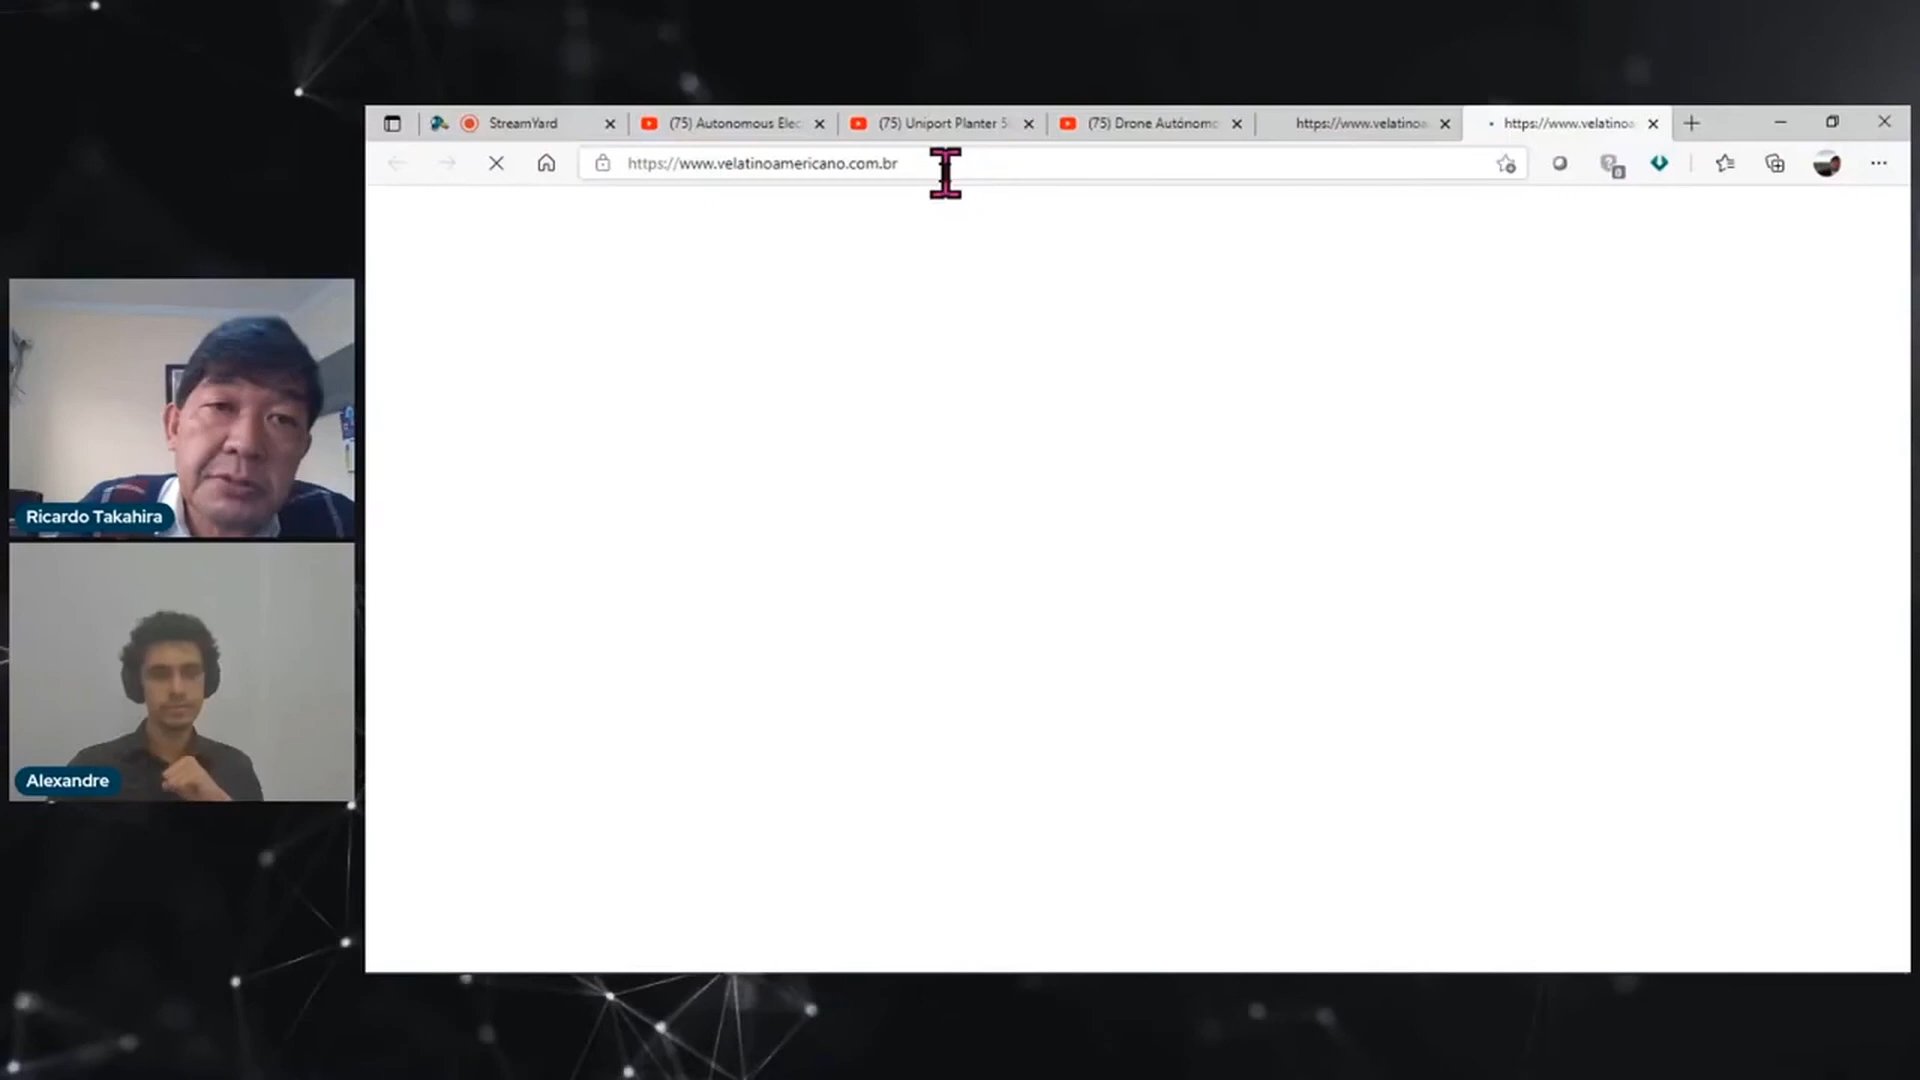 StreamYard
(75) Autonomous Elec
(75) Uniport Planter 5
(75) Drone Autônomo
https://www.velatinoa
https://www.velatinoa
https://www.velatinoamericano.com.br
0
Ricardo Takahira
Alexandre